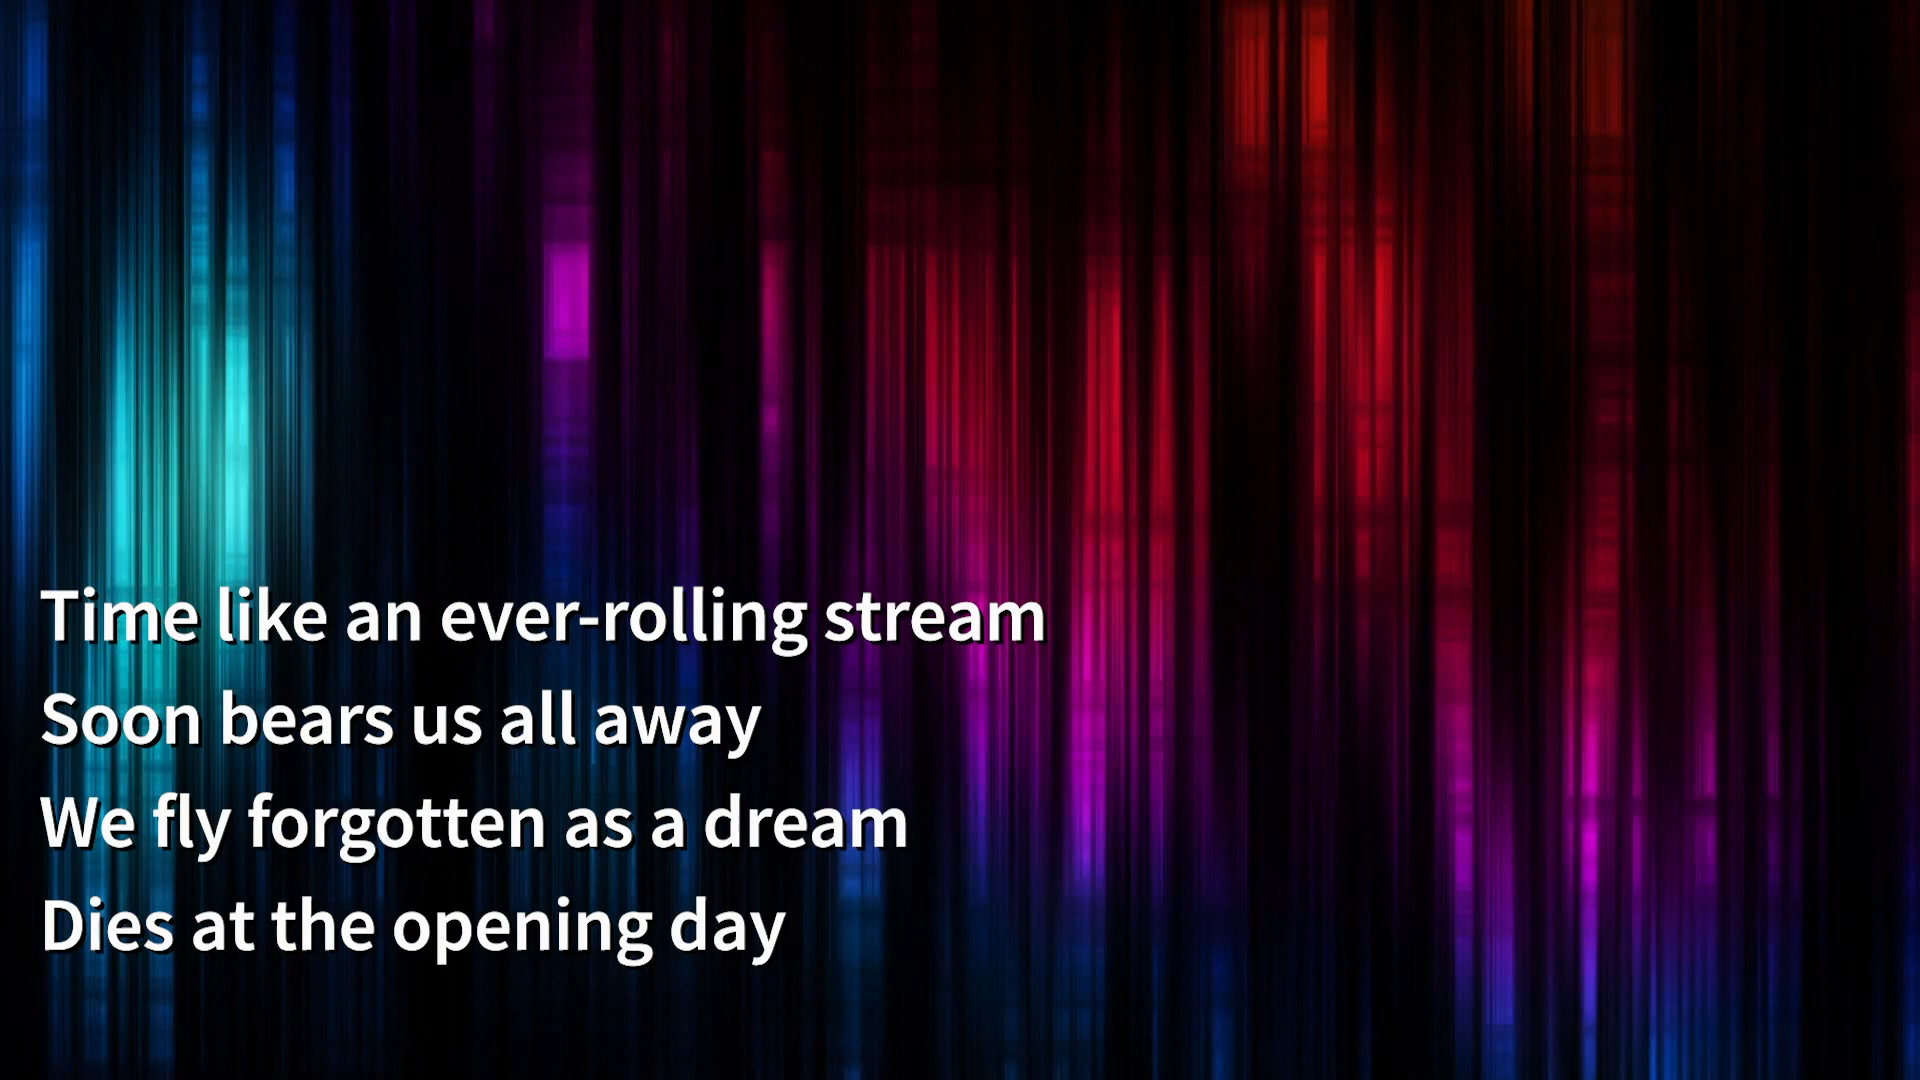 Time like an ever-rolling stream
Soon bears us all away
We fly forgotten as a dream
Dies at the opening day